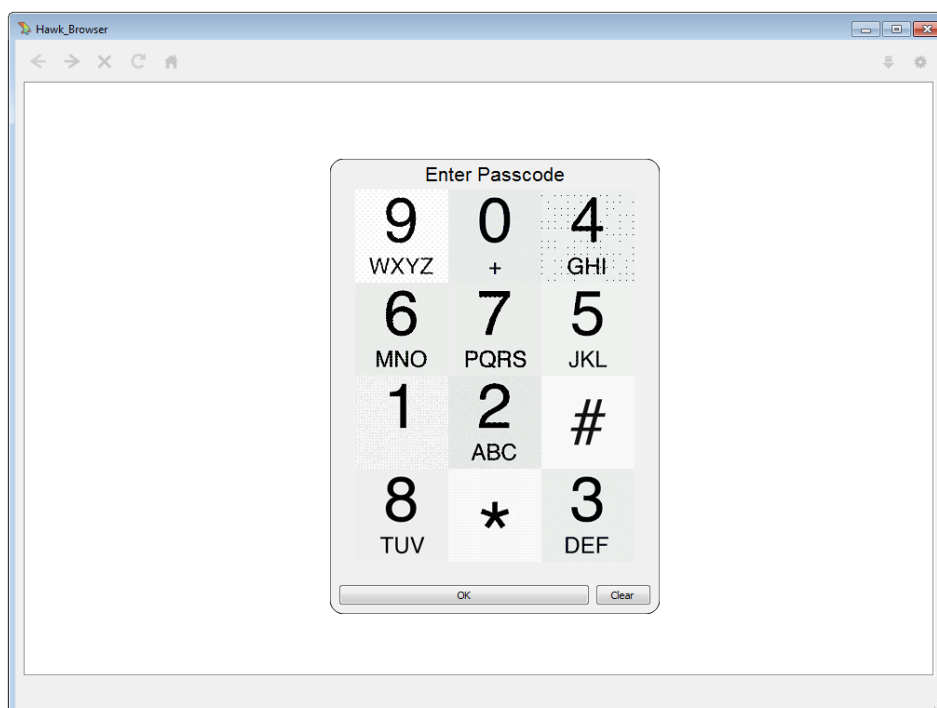 Hawk_Browser
Enter Passcode
9 0 4
WXYZ + GHI
6 7 5
MNO PQRS JKL
1 2 #
ABC
8 * 3
TUV DEF
OK Clear